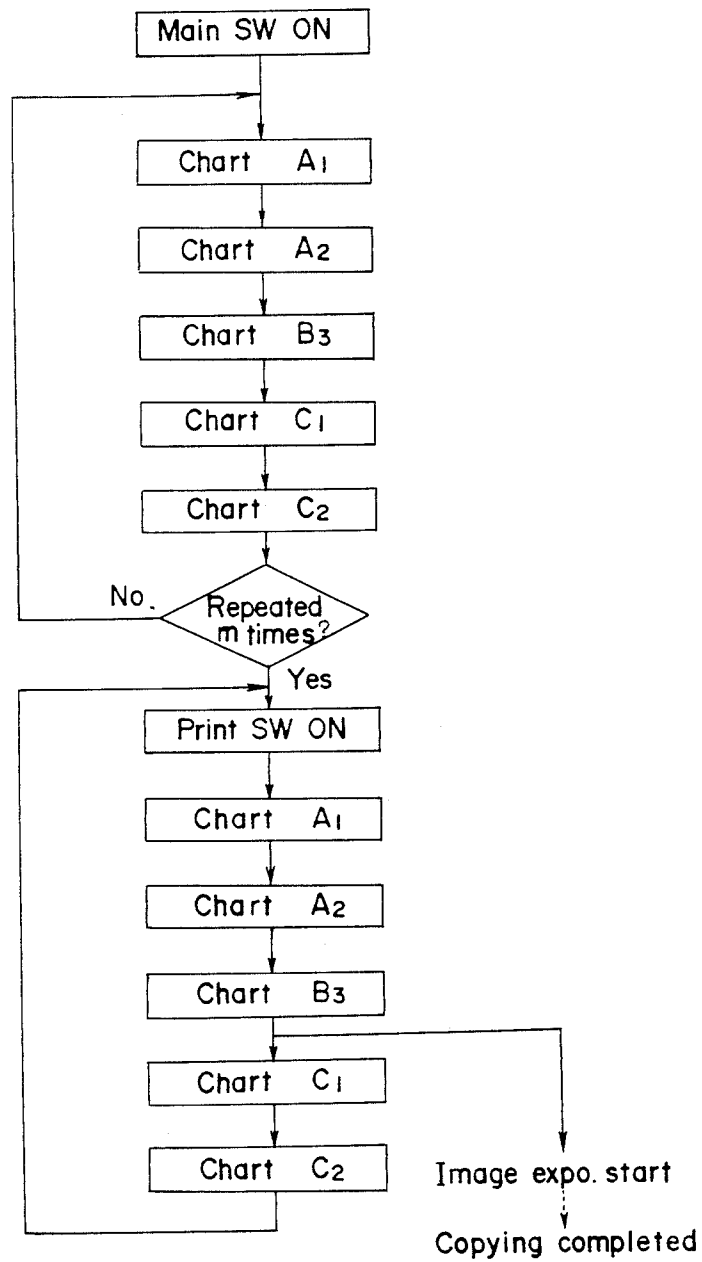 Main SW ON
Chart A1
Chart A2
Chart B3
Chart C1
Chart C2
No.
Repeated
m times?
Yes
Print SW ON
Chart A1
Chart A2
Chart B3
Chart C1
Chart C2
Image expo. start
Copying completed